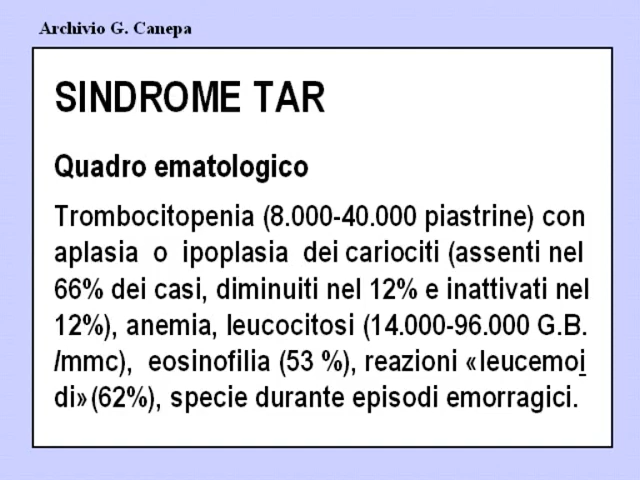 Archivio G. Canepa
SINDROME TAR
Quadro ematologico
Trombocitopenia (8.000-40.000 piastrine) con
aplasia o ipoplasia dei cariociti (assenti nel
66% dei casi, diminuiti nel 12% e inattivati nel
12%), anemia, leucocitosi (14.000-96.000 G.B.
/mmc), eosinofilia (53 %), reazioni «leucemoi
di»(62%), specie durante episodi emorragici.